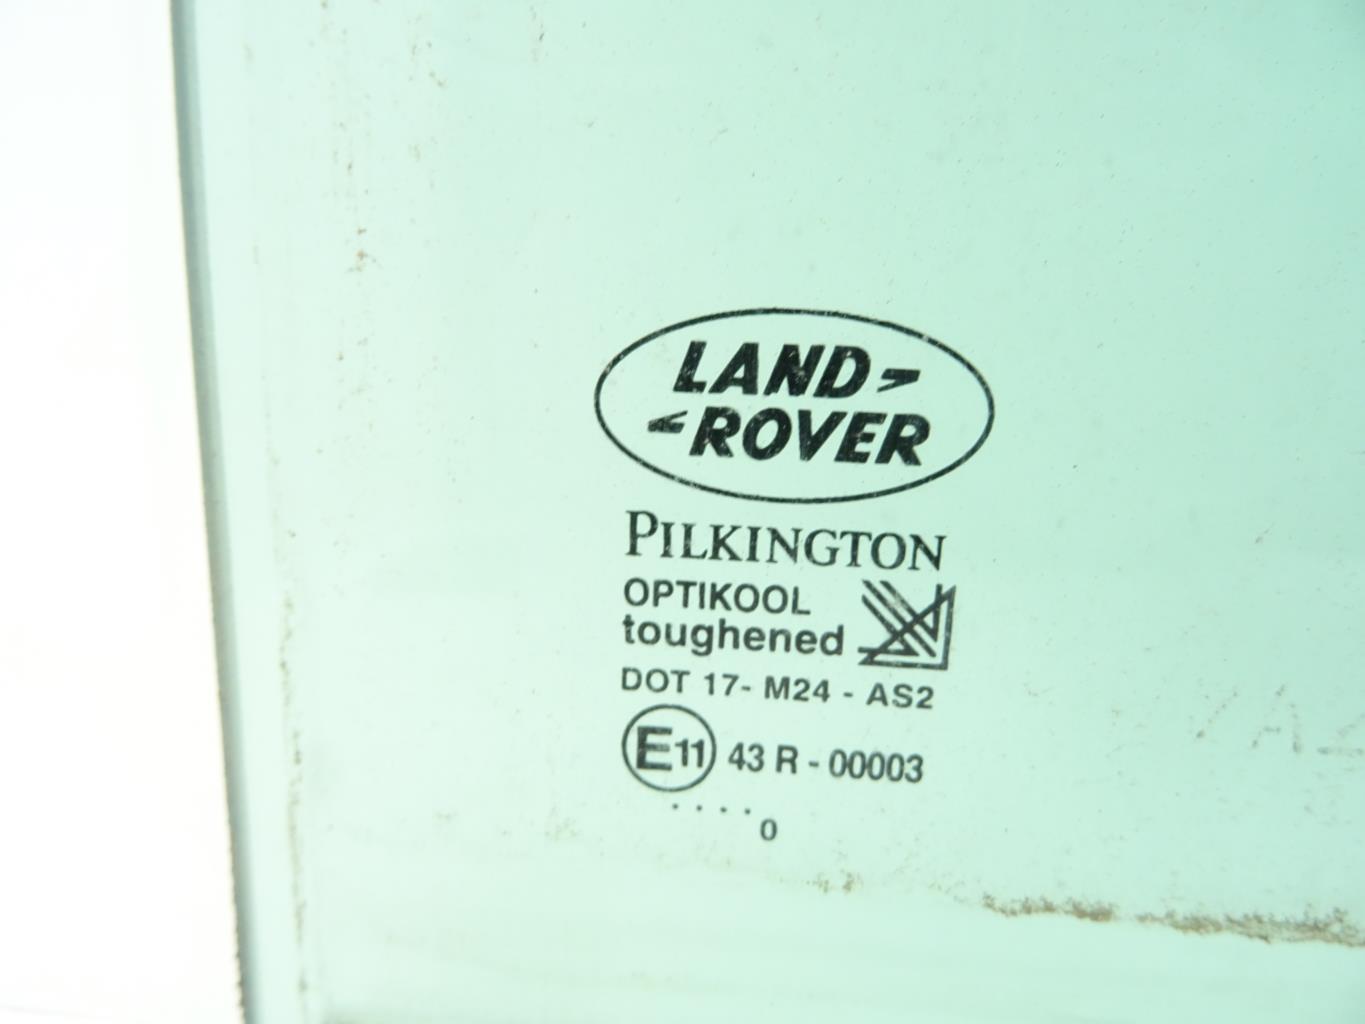 LAND
ROVER
PILKINGTON
OPTIKOOL
toughened
DOT 17- M24 - AS2
E11 43 R - 00003
. . . .
0